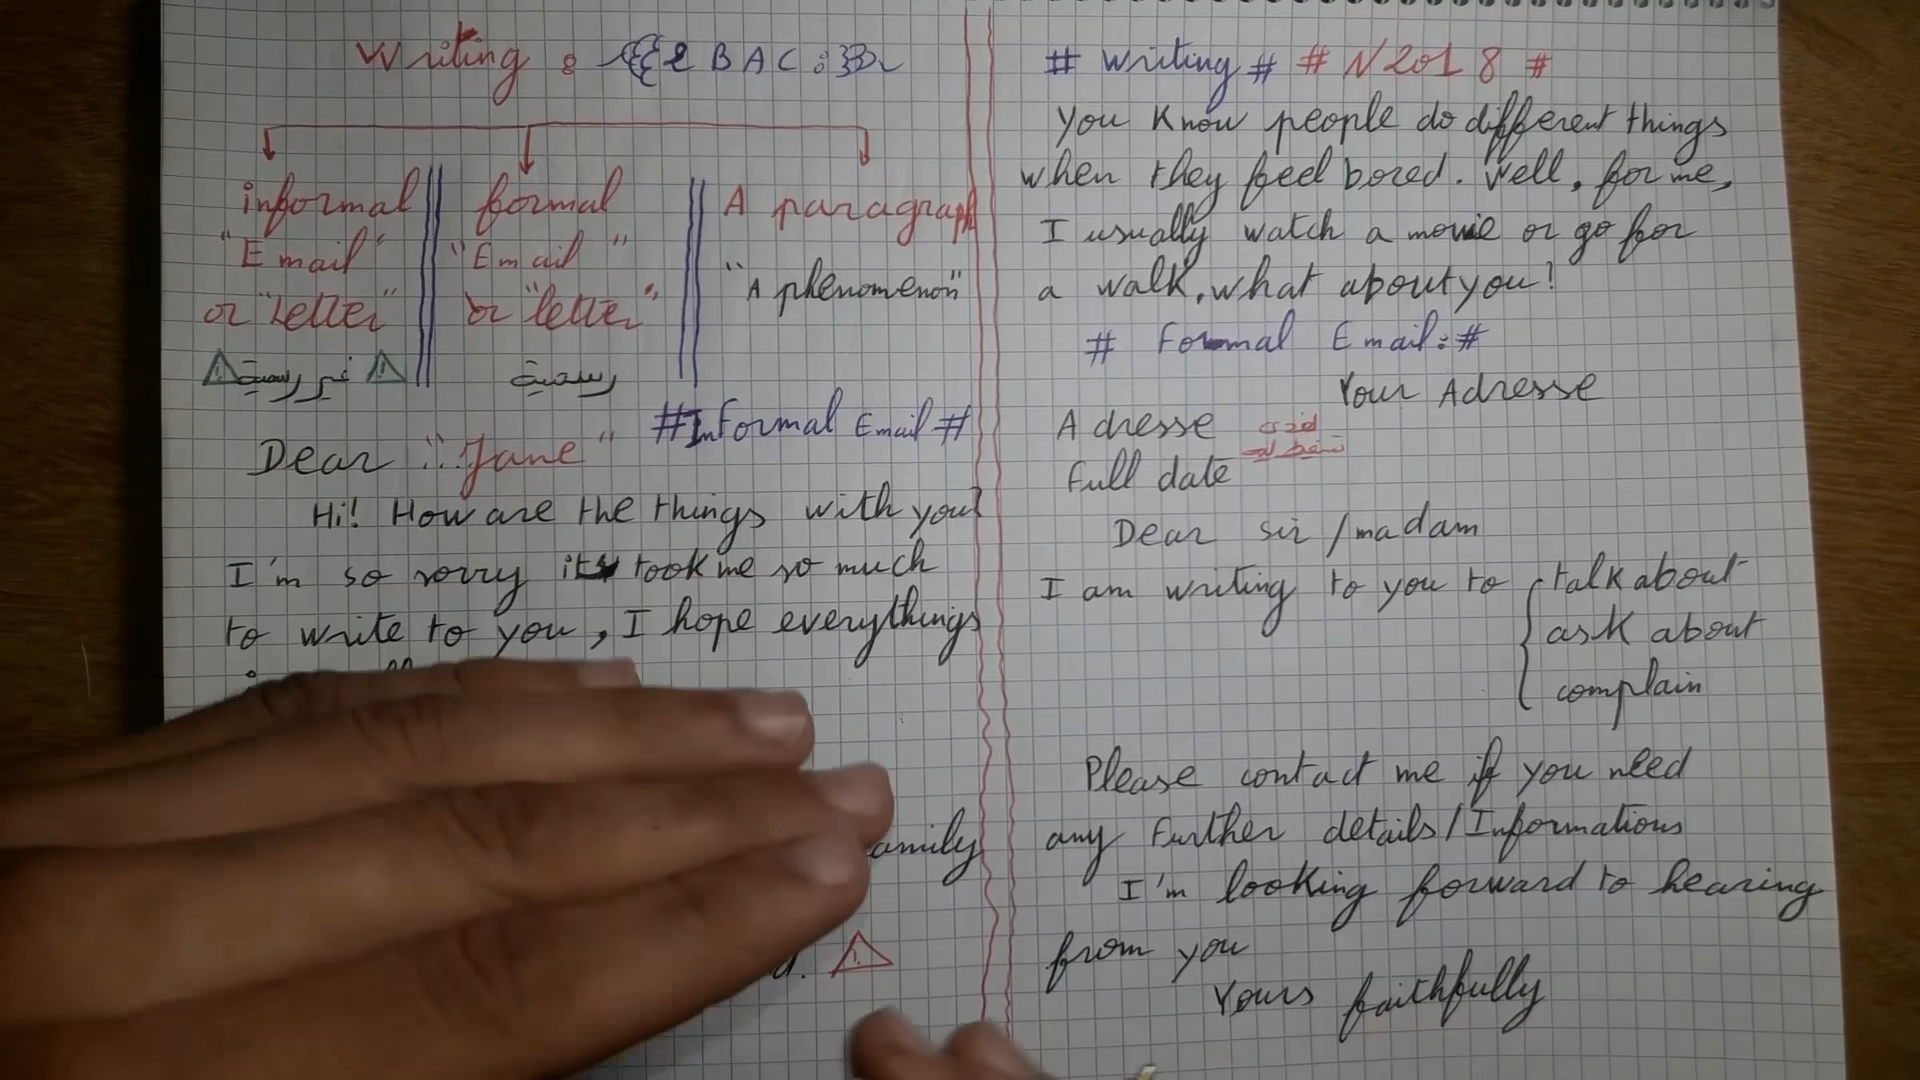 Writing : 2 BAC :
informal
"Email"
or "letter"
غير رسمية
formal
"Email"
or "letter"
رسمية
A paragraph
"A phenomenon"
#Informal Email #
Dear "..Jane"
Hi! How are the things with you?
I'm so sorry it took me so much
to write to you, I hope everythings
amily
d.
# Writing # # N 2018 #
You know people do different things
when they feel bored. Well, for me,
I usually watch a movie or go for
a walk, what about you!
# Formal Email: #
Your Adresse
Adresse
Full date
Dear sir /madam
I am writing to you to
talk about
ask about
complain
Please contact me if you need
any Further details/Informations
I'm looking forward to hearing
from you
Yours faithfully